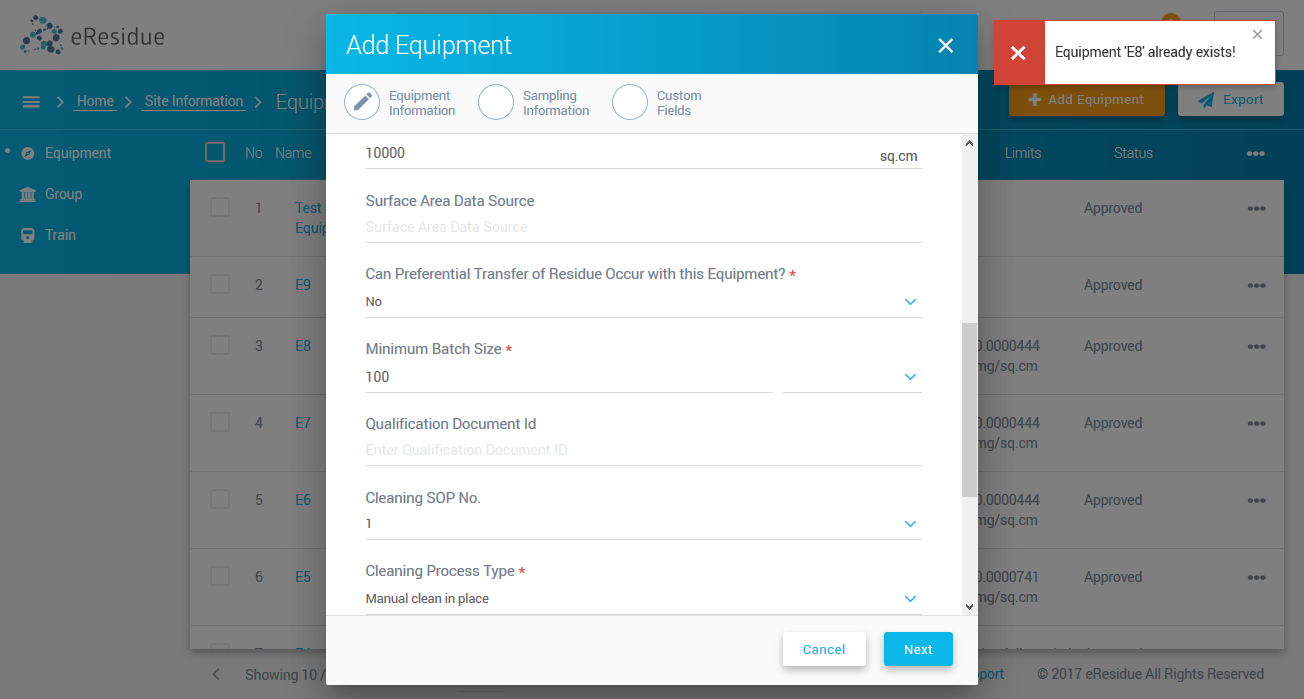 eResidue
Add Equipment
Equipment 'E8' already exists!
Home
Site Information
Equip
Equipment
Information
Sampling
Information
Custom
Fields
Add Equipment
Export
Equipment
Group
Train
No
Name
Limits
Status
10000
sq.cm
Surface Area Data Source
Surface Area Data Source
Can Preferential Transfer of Residue Occur with this Equipment? *
No
Minimum Batch Size *
100
Qualification Document Id
Enter Qualification Document ID
Cleaning SOP No.
1
Cleaning Process Type *
Manual clean in place
Cancel
Next
1
Test
Equip
Approved
2
E9
Approved
3
E8
0.0000444
mg/sq.cm
Approved
4
E7
0.0000444
mg/sq.cm
Approved
5
E6
0.0000444
mg/sq.cm
Approved
6
E5
0.0000741
mg/sq.cm
Approved
Showing 10 /
port
© 2017 eResidue All Rights Reserved